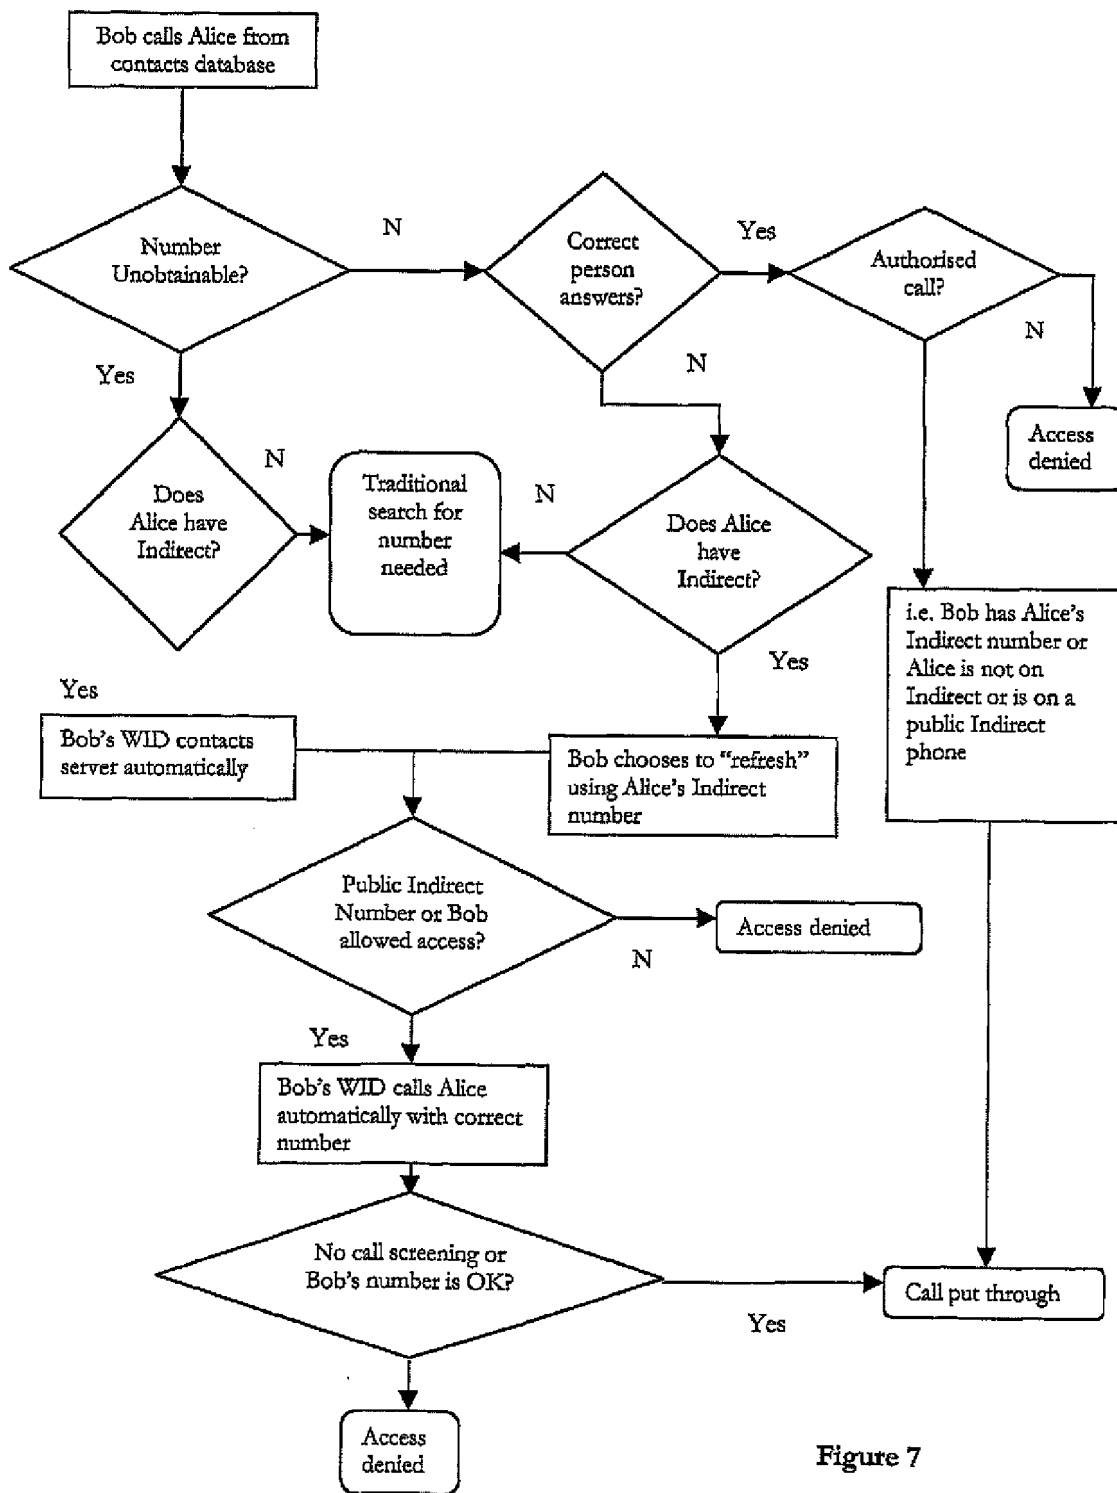 Bob calls Alice from
contacts database
Number
Unobtainable?
N
Correct
person
answers?
Yes
Authorised
call?
N
Access
denied
Yes
N
Does
Alice have
Indirect?
N
Traditional
search for
number
needed
N
Does Alice
have
Indirect?
i.e. Bob has Alice's
Indirect number or
Alice is not on
Indirect or is on a
public Indirect
phone
Yes
Yes
Bob's WID contacts
server automatically
Bob chooses to "refresh"
using Alice's Indirect
number
Public Indirect
Number or Bob
allowed access?
N
Access denied
Yes
Bob's WID calls Alice
automatically with correct
number
No call screening or
Bob's number is OK?
Yes
Call put through
Access
denied
Figure 7